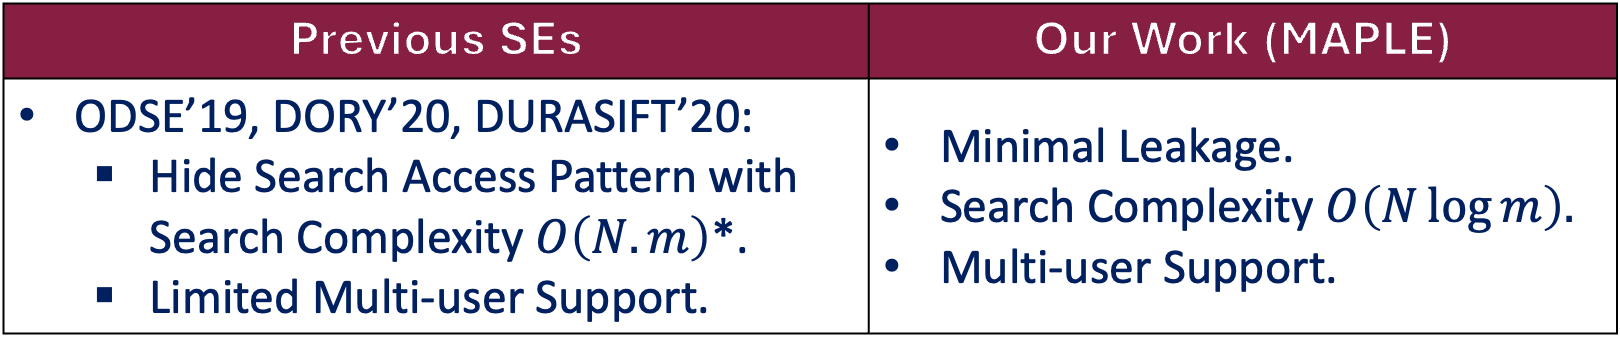 Previous SEs
Our Work (MAPLE)
• ODSE’19, DORY’20, DURASIFT’20:
▪ Hide Search Access Pattern with
Search Complexity O(N.m)*.
▪ Limited Multi-user Support.
• Minimal Leakage.
• Search Complexity O(N log m).
• Multi-user Support.